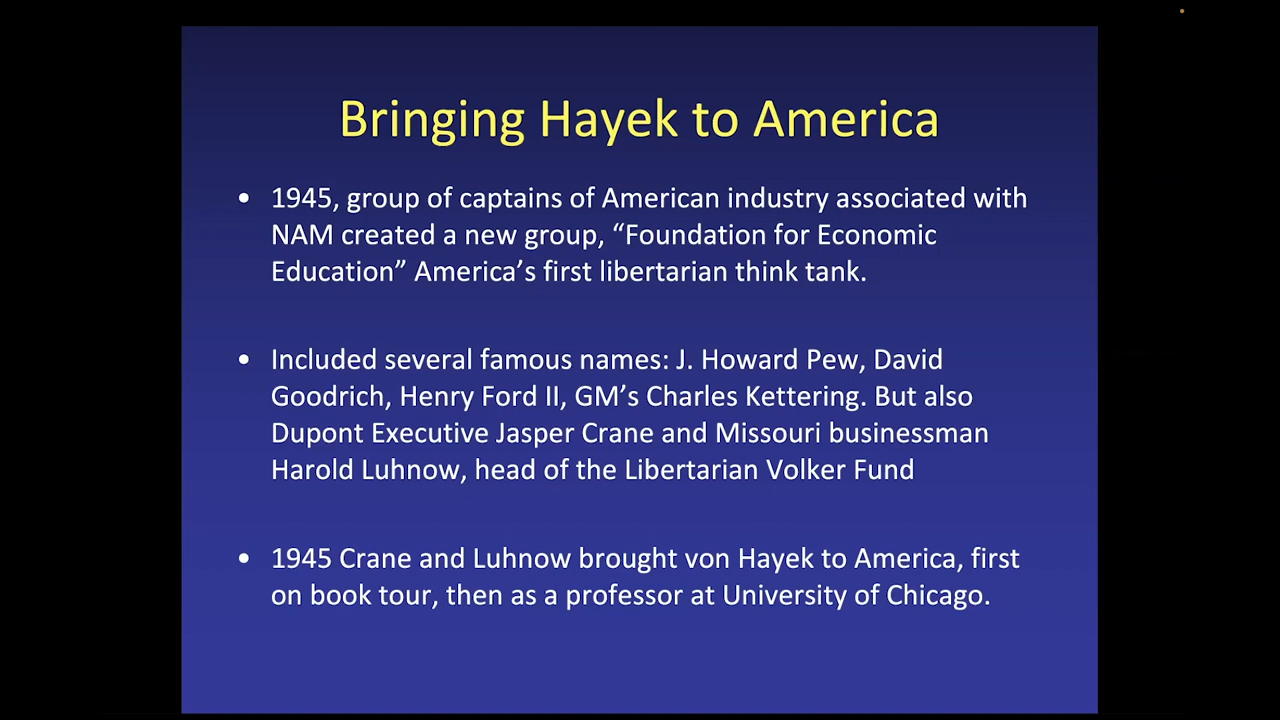 Bringing Hayek to America
• 1945, group of captains of American industry associated with
NAM created a new group, “Foundation for Economic
Education” America’s first libertarian think tank.
• Included several famous names: J. Howard Pew, David
Goodrich, Henry Ford II, GM’s Charles Kettering. But also
Dupont Executive Jasper Crane and Missouri businessman
Harold Luhnow, head of the Libertarian Volker Fund
• 1945 Crane and Luhnow brought von Hayek to America, first
on book tour, then as a professor at University of Chicago.